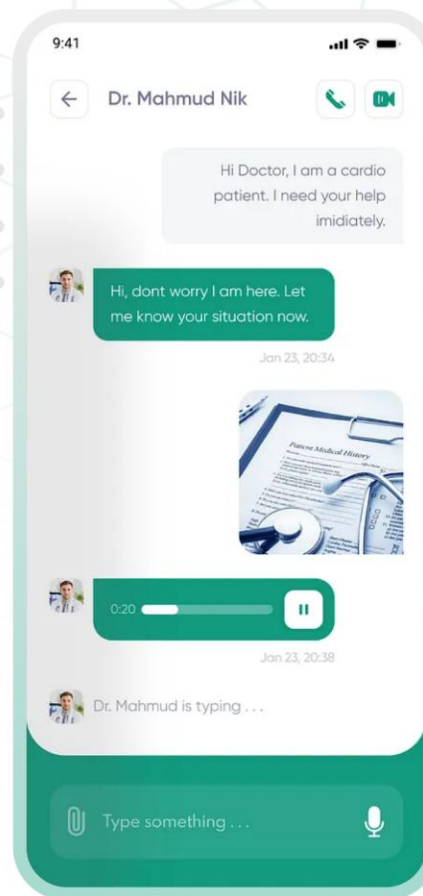 9:41
Dr. Mahmud Nik
Hi Doctor, I am a cardio
patient. I need your help
imidiately.
Hi, dont worry I am here. Let
me know your situation now.
Jan 23, 20:34
Patient Medical History
0:20
Jan 23, 20:38
Dr. Mahmud is typing . . .
Type something . . .